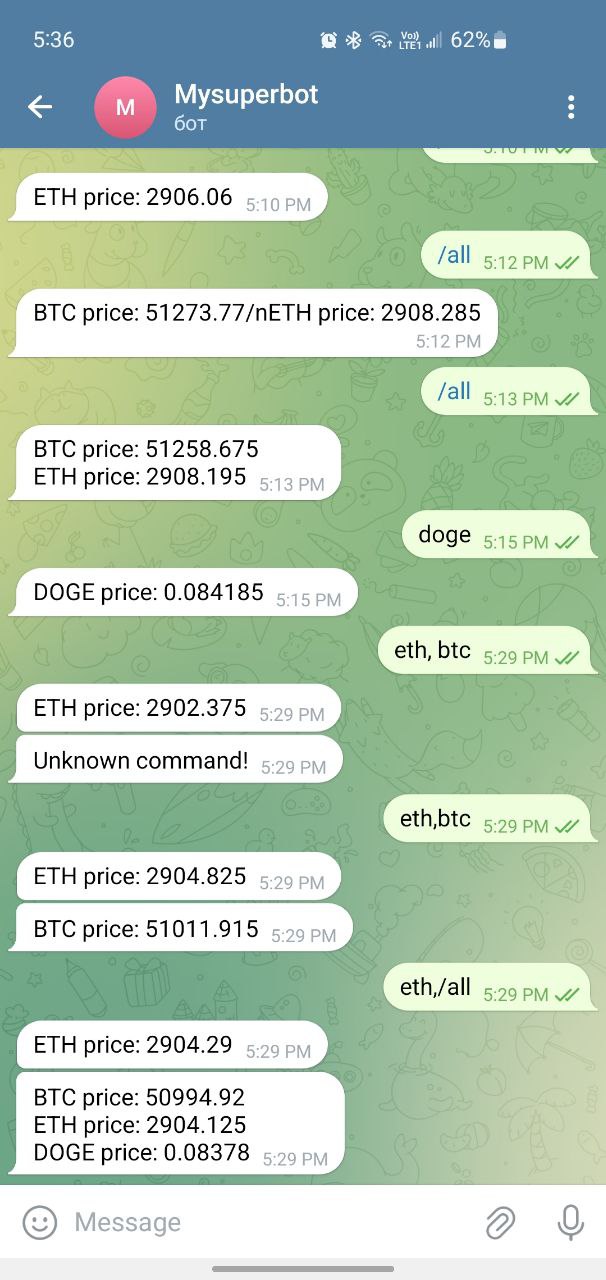 5:36
Vo)) LTE1 62%
M
Mysuperbot
бот
5:10 PM
ETH price: 2906.06 5:10 PM
/all 5:12 PM
BTC price: 51273.77/nETH price: 2908.285
5:12 PM
/all 5:13 PM
BTC price: 51258.675
ETH price: 2908.195 5:13 PM
doge 5:15 PM
DOGE price: 0.084185 5:15 PM
eth, btc 5:29 PM
ETH price: 2902.375 5:29 PM
Unknown command! 5:29 PM
eth,btc 5:29 PM
ETH price: 2904.825 5:29 PM
BTC price: 51011.915 5:29 PM
eth,/all 5:29 PM
ETH price: 2904.29 5:29 PM
BTC price: 50994.92
ETH price: 2904.125
DOGE price: 0.08378 5:29 PM
Message